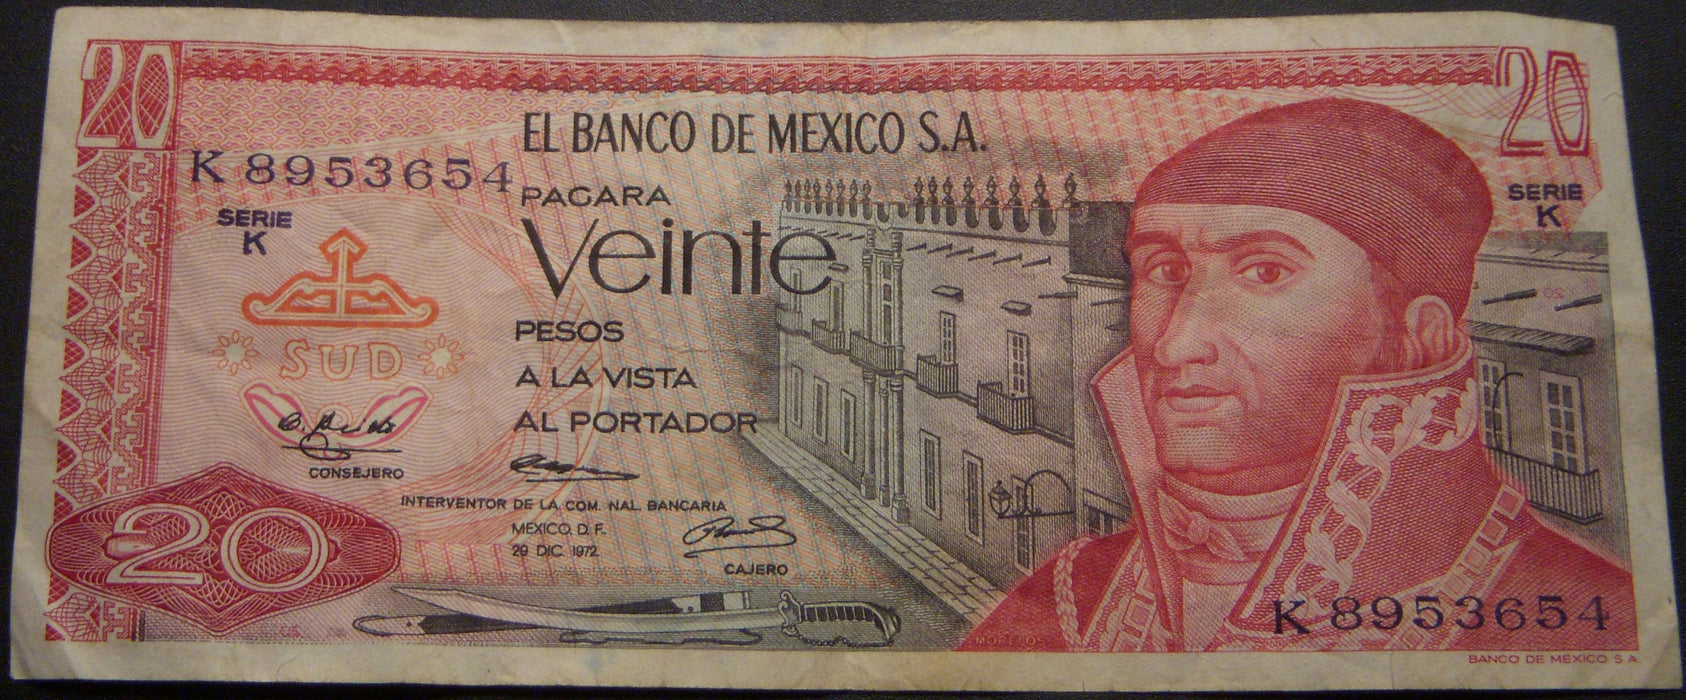 20
20
EL BANCO DE MEXICO S.A.
K 8953654
PAGARA
SERIE
K
SERIE
K
Veinte
PESOS
SUD
A LA VISTA
AL PORTADOR
CONSEJERO
INTERVENTOR DE LA COM. NAL. BANCARIA
MEXICO, D. F.
29 DIC. 1972.
CAJERO
20
K 8953654
MORELOS
BANCO DE MEXICO S A